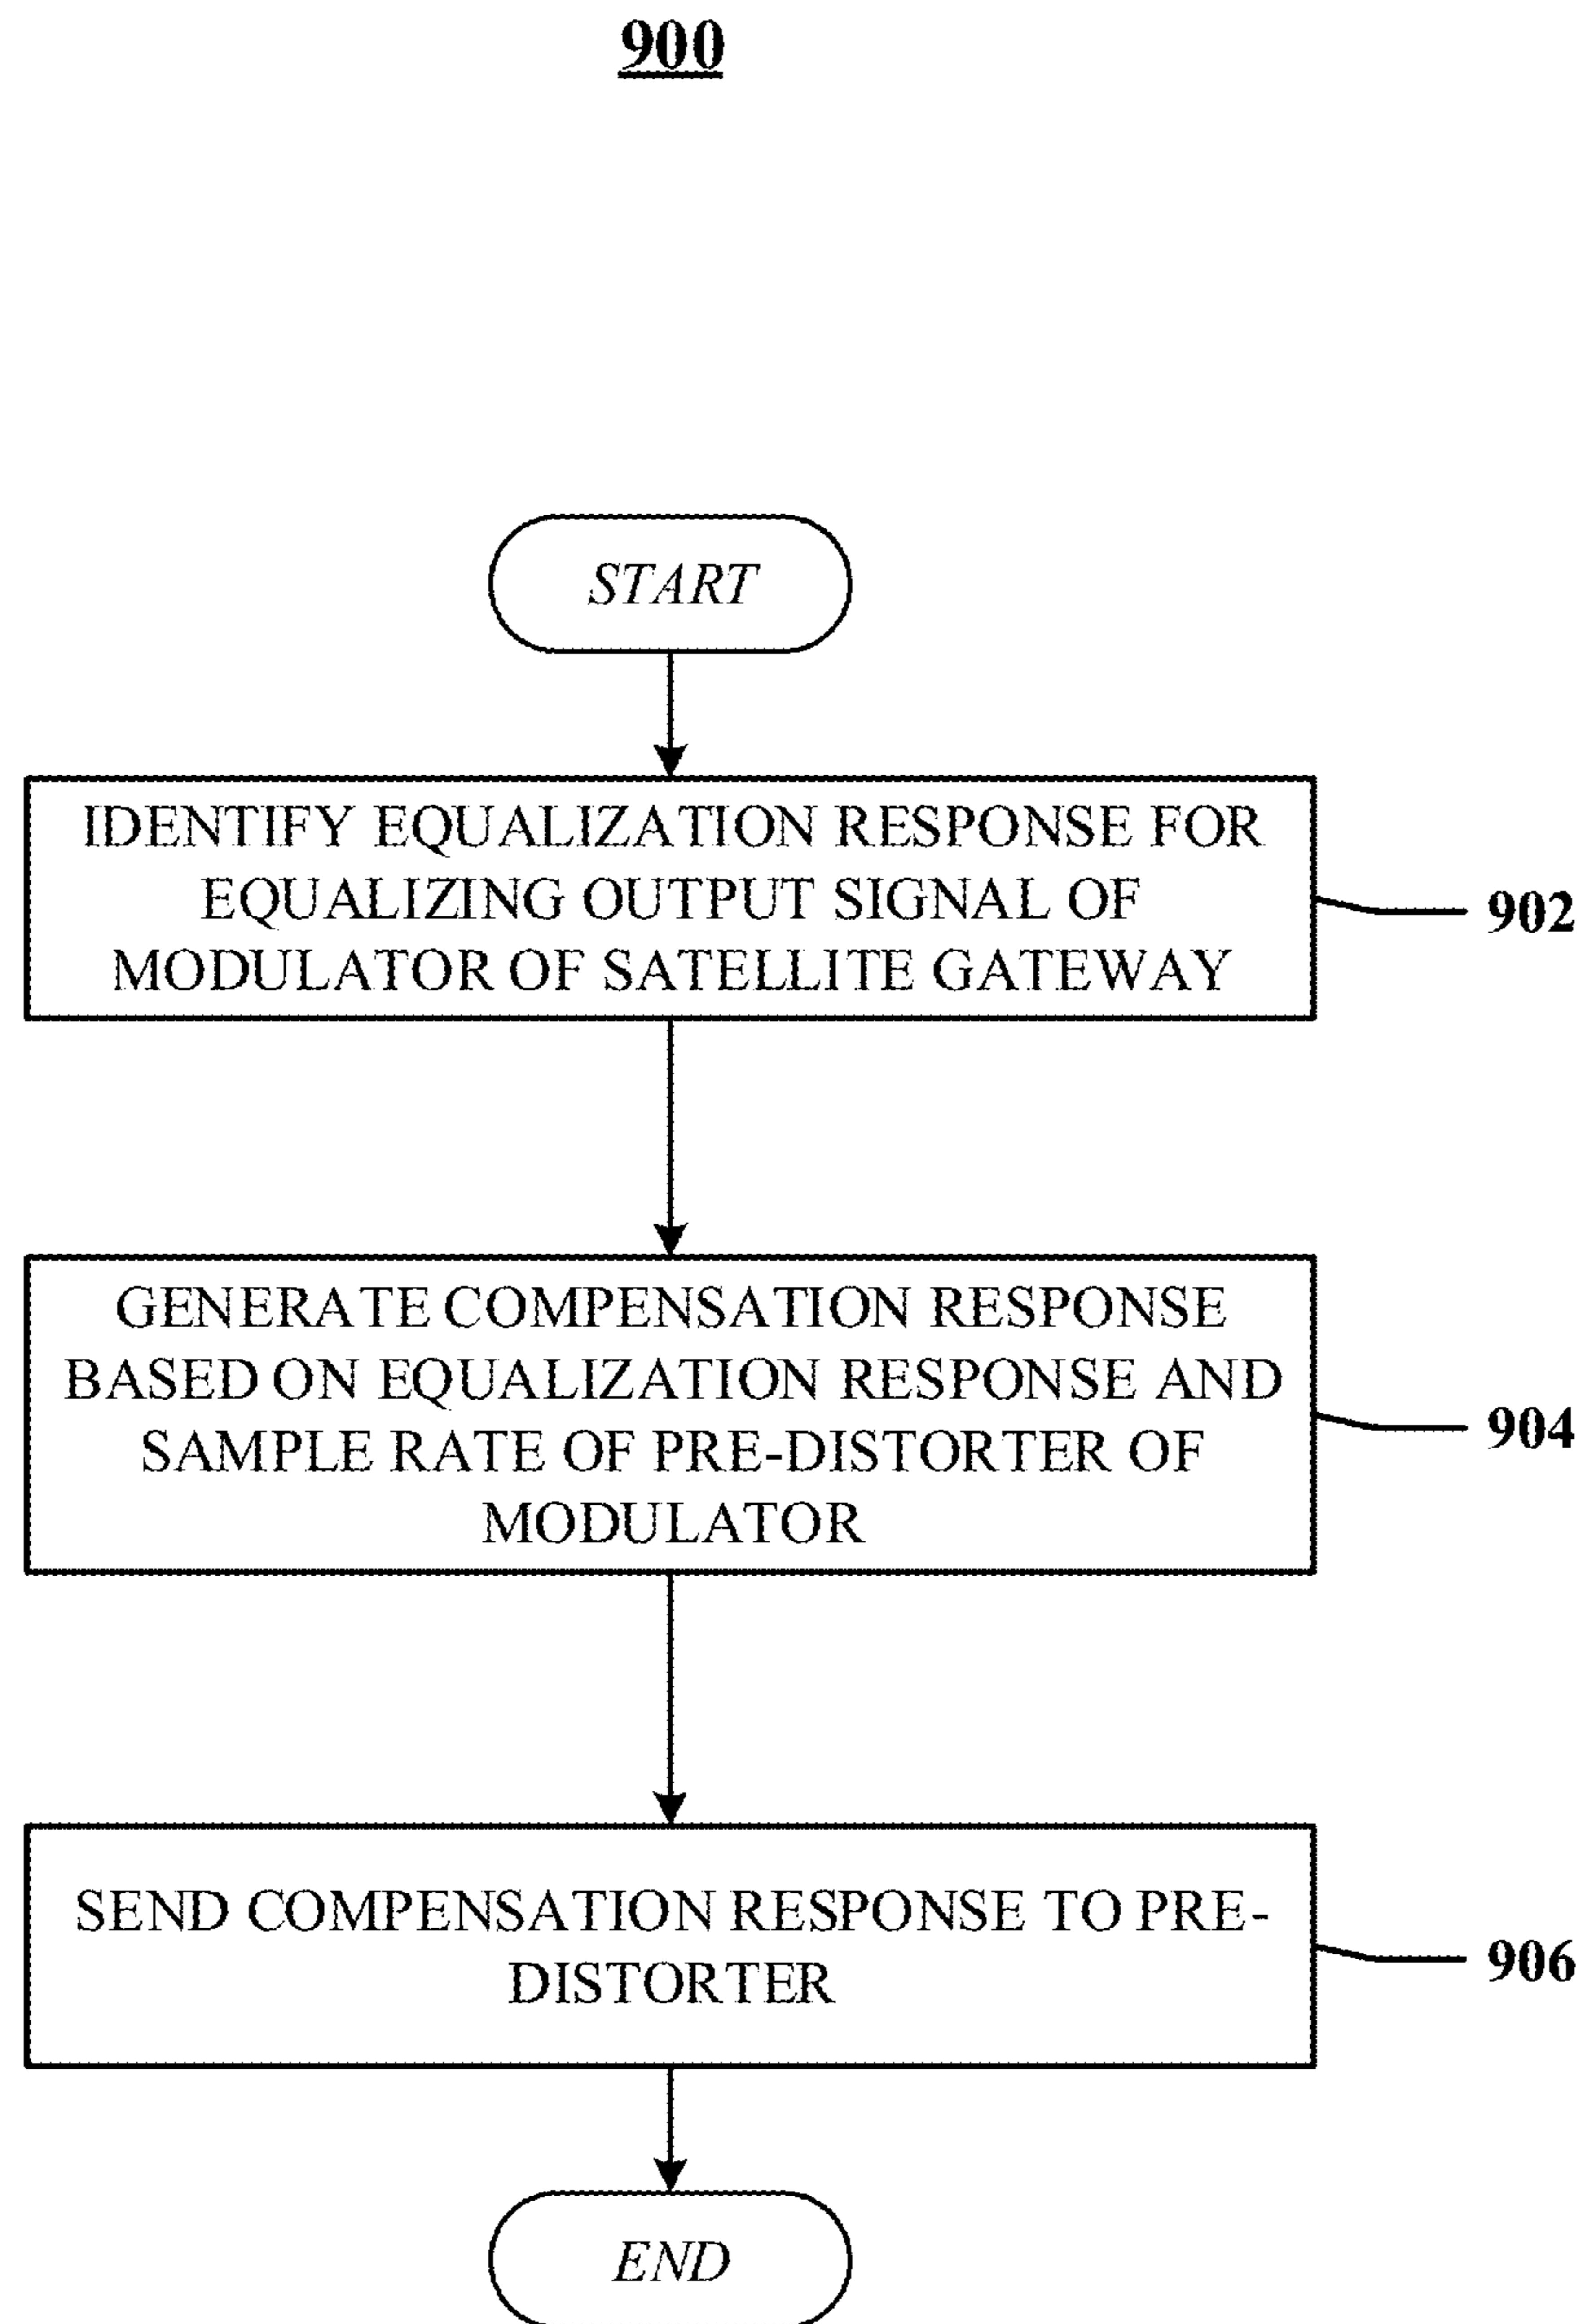 900
START
IDENTIFY EQUALIZATION RESPONSE FOR
EQUALIZING OUTPUT SIGNAL OF
MODULATOR OF SATELLITE GATEWAY
902
GENERATE COMPENSATION RESPONSE
BASED ON EQUALIZATION RESPONSE AND
SAMPLE RATE OF PRE-DISTORTER OF
MODULATOR
904
SEND COMPENSATION RESPONSE TO PRE-
DISTORTER
906
END